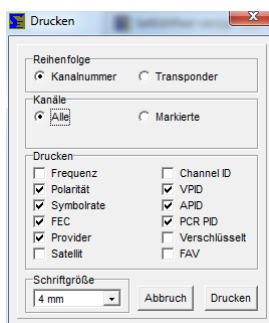 Drucken
Reihenfolge
Kanalnummer Transponder
Kanäle
Alle Markierte
Drucken
Frequenz Channel ID
Polarität VPID
Symbolrate APID
FEC PCR PID
Provider Verschlüsselt
Satellit FAV
Schriftgröße
4 mm Abbruch Drucken